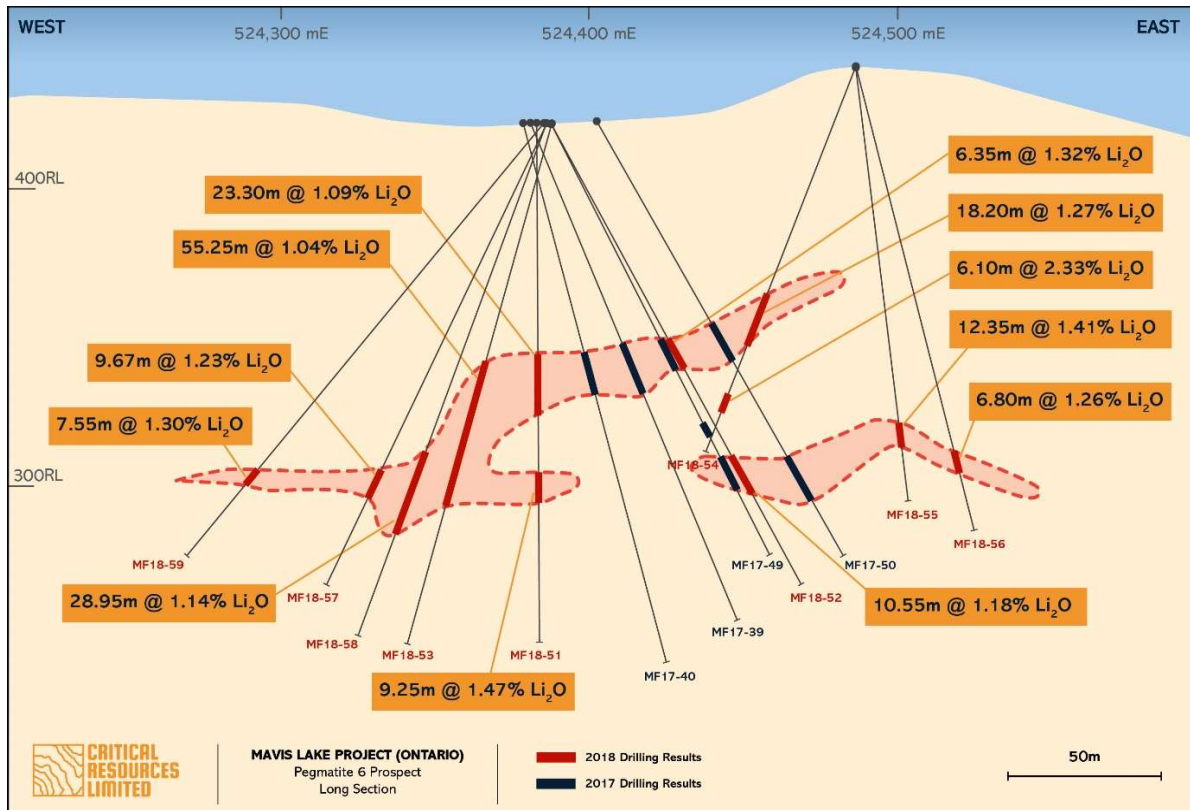 WEST
524,300 mE
524,400 mE
524,500 mE
EAST
400RL
300RL
23.30m @ 1.09% Li₂O
55.25m @ 1.04% Li₂O
9.67m @ 1.23% Li₂O
7.55m @ 1.30% Li₂O
6.35m @ 1.32% Li₂O
18.20m @ 1.27% Li₂O
6.10m @ 2.33% Li₂O
12.35m @ 1.41% Li₂O
6.80m @ 1.26% Li₂O
MF18-54
MF18-55
MF18-56
MF18-59
MF17-49
MF17-50
28.95m @ 1.14% Li₂O
MF18-57
MF18-52
10.55m @ 1.18% Li₂O
MF18-58
MF18-53
MF18-51
MF17-39
MF17-40
9.25m @ 1.47% Li₂O
CRITICAL
RESOURCES
LIMITED
MAVIS LAKE PROJECT (ONTARIO)
Pegmatite 6 Prospect
Long Section
2018 Drilling Results
2017 Drilling Results
50m